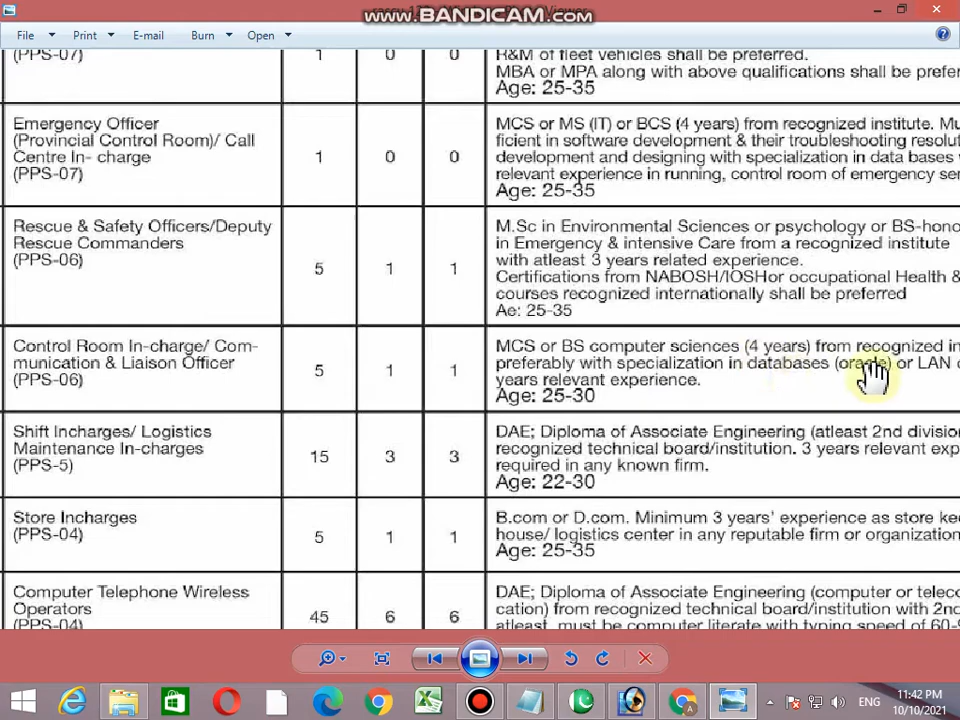 www.BANDICAM.com
File Print E-mail Burn Open
(PPS-07) 1 0 0
R&M of fleet vehicles shall be preferred.
MBA or MPA along with above qualifications shall be prefer
Age: 25-35
Emergency Officer
(Provincial Control Room)/ Call
Centre In- charge
(PPS-07)
1 0 0
MCS or MS (IT) or BCS (4 years) from recognized institute. Mu
ficient in software development & their troubleshooting resolut
development and designing with specialization in data bases
relevant experience in running, control room of emergency ser
Age: 25-35
Rescue & Safety Officers/Deputy
Rescue Commanders
(PPS-06)
5 1 1
M.Sc in Environmental Sciences or psychology or BS-hono
in Emergency & intensive Care from a recognized institute
with atleast 3 years related experience.
Certifications from NABOSH/IOSHor occupational Health &
courses recognized internationally shall be preferred
Ae: 25-35
Control Room In-charge/ Com-
munication & Liaison Officer
(PPS-06)
5 1 1
MCS or BS computer sciences (4 years) from recognized in
preferably with specialization in databases (oracle) or LAN
years relevant experience.
Age: 25-30
Shift Incharges/ Logistics
Maintenance In-charges
(PPS-5)
15 3 3
DAE; Diploma of Associate Engineering (atleast 2nd division
recognized technical board/institution. 3 years relevant exp
required in any known firm.
Age: 22-30
Store Incharges
(PPS-04)
5 1 1
B.com or D.com. Minimum 3 years' experience as store kee
house/ logistics center in any reputable firm or organization
Age: 25-35
Computer Telephone Wireless
Operators
(PPS-04)
45 6 6
DAE; Diploma of Associate Engineering (computer or teleco
cation) from recognized technical board/institution with 2nd
atleast, must be computer literate with typing speed of 60-
ENG
11:42 PM
10/10/2021